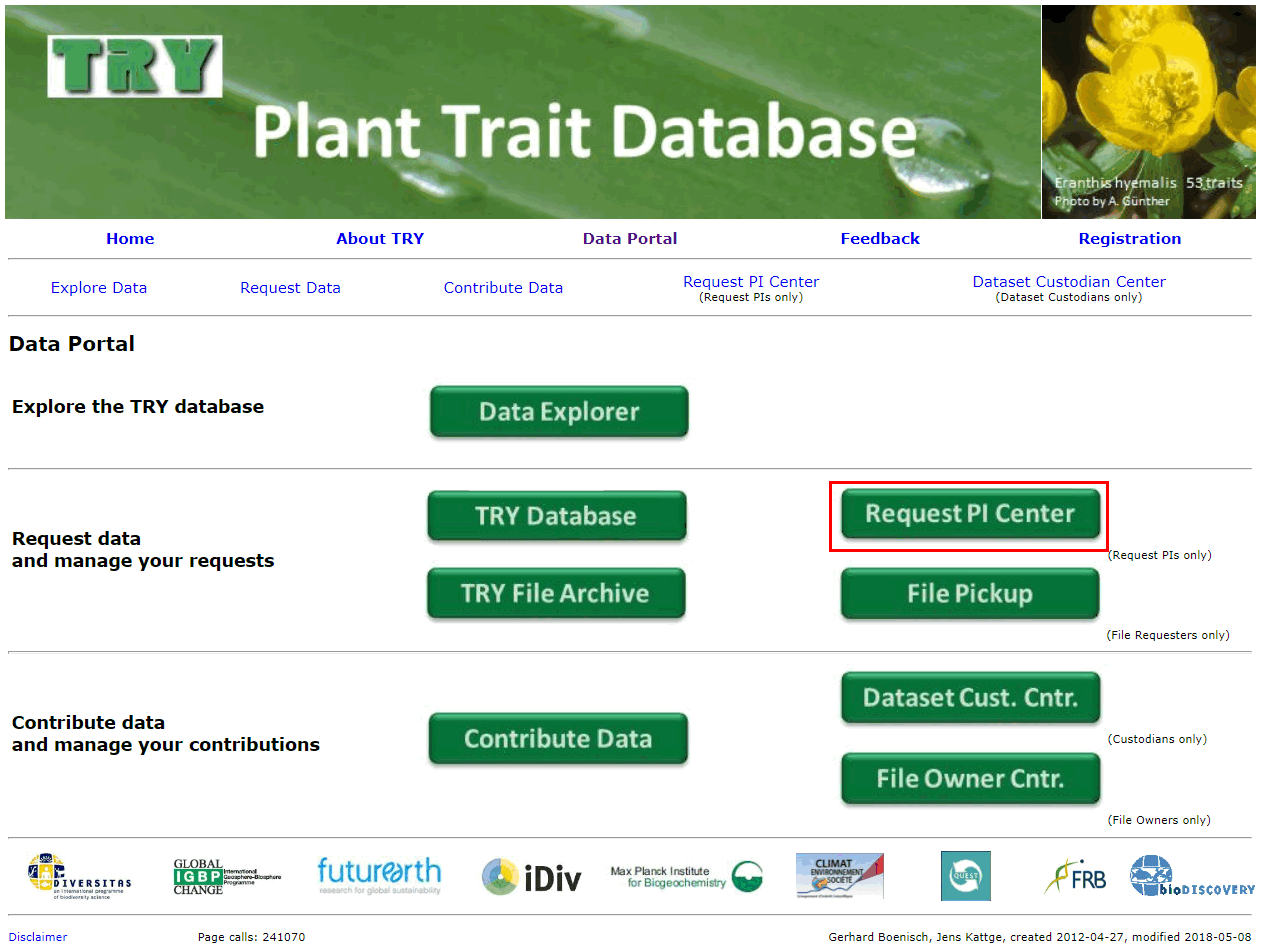 TRY
Plant Trait Database
Eranthis hyemalis 53 traits
Photo by A. Günther
Home About TRY Data Portal Feedback Registration
Explore Data Request Data Contribute Data Request PI Center Dataset Custodian Center
(Request PIs only) (Dataset Custodians only)
Data Portal
Explore the TRY database
Data Explorer
Request data
and manage your requests
TRY Database
Request PI Center
(Request PIs only)
TRY File Archive
File Pickup
(File Requesters only)
Contribute data
and manage your contributions
Contribute Data
Dataset Cust. Cntr.
(Custodians only)
File Owner Cntr.
(File Owners only)
DIVERSITAS
an international programme
of biodiversity science
GLOBAL
IGBP
CHANGE
International
Geosphere-Biosphere
Programme
futurearth
research for global sustainability
iDiv
Max Planck Institute
for Biogeochemistry
CLIMAT
ENVIRONNEMENT
SOCIÉTÉ
QUEST
FRB
bioDISCOVERY
Disclaimer Page calls: 241070 Gerhard Boenisch, Jens Kattge, created 2012-04-27, modified 2018-05-08